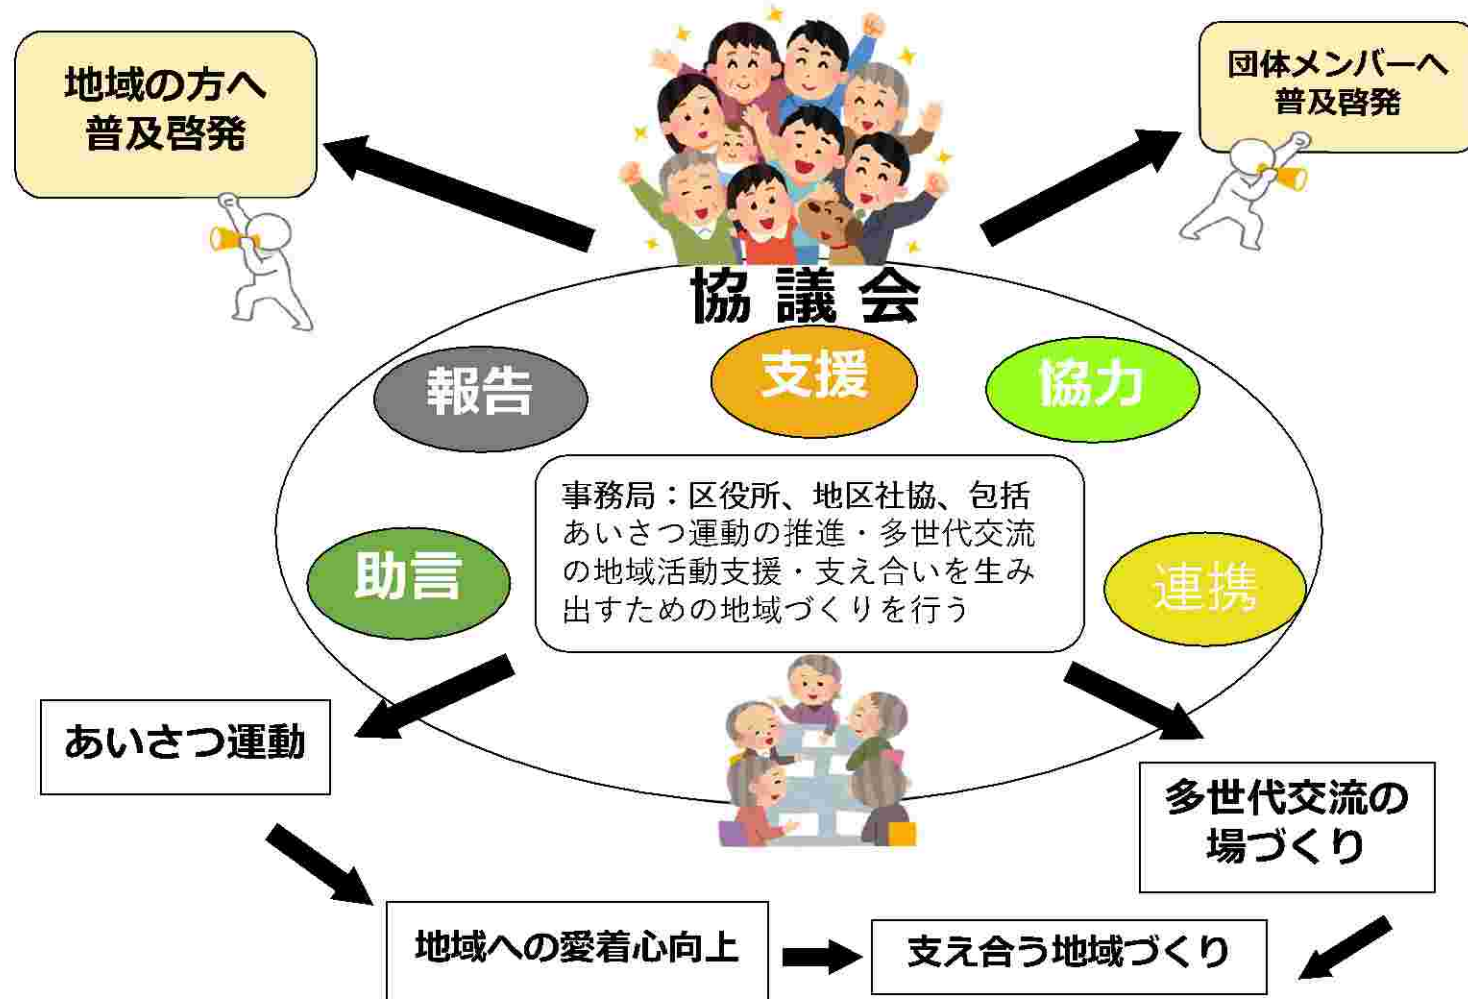 地域の方へ
普及啓発
団体メンバーへ
普及啓発
協議会
報告
支援
協力
事務局：区役所、地区社協、包括
あいさつ運動の推進・多世代交流
の地域活動支援・支え合いを生み
出すための地域づくりを行う
助言
連携
あいさつ運動
多世代交流の
場づくり
地域への愛着心向上
支え合う地域づくり